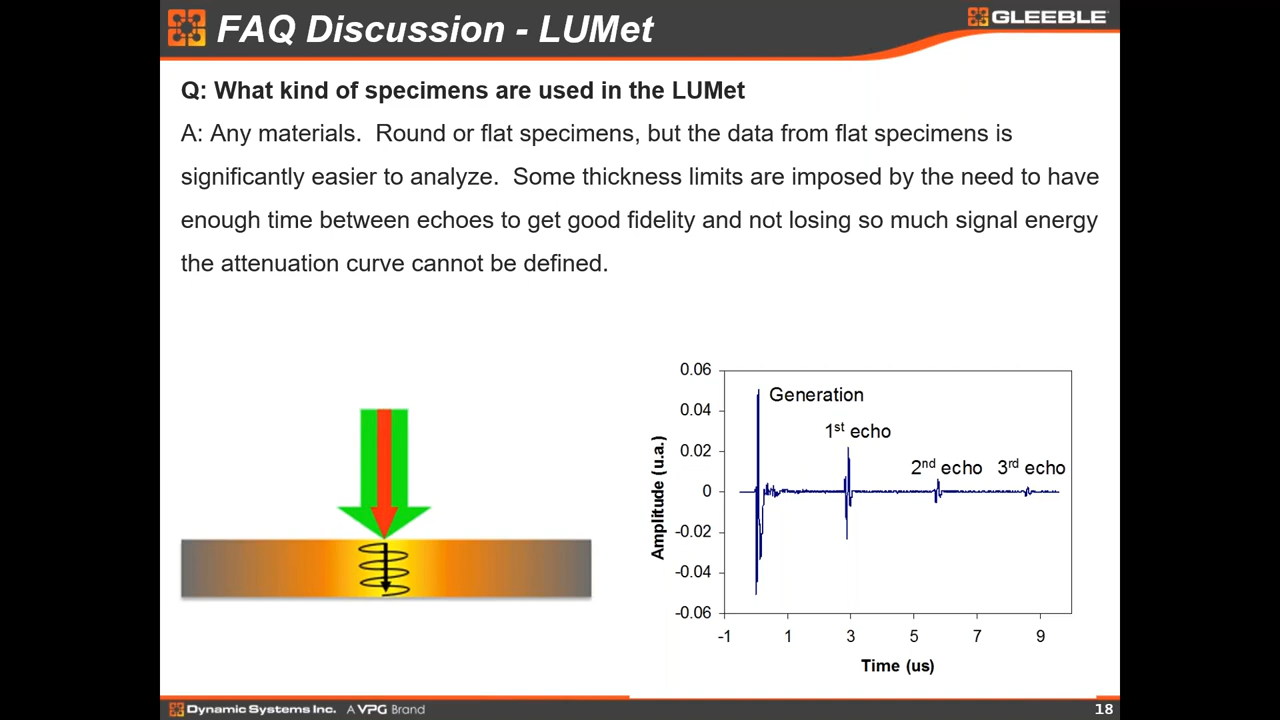 FAQ Discussion - LUMet
GLEEBLE®
Q: What kind of specimens are used in the LUMet
A: Any materials.  Round or flat specimens, but the data from flat specimens is
significantly easier to analyze.  Some thickness limits are imposed by the need to have
enough time between echoes to get good fidelity and not losing so much signal energy
the attenuation curve cannot be defined.
0.06
0.04
0.02
0
-0.02
-0.04
-0.06
Amplitude (u.a.)
Generation
1st echo
2nd echo
3rd echo
-1
1
3
5
7
9
Time (us)
Dynamic Systems Inc.
A VPG Brand
18